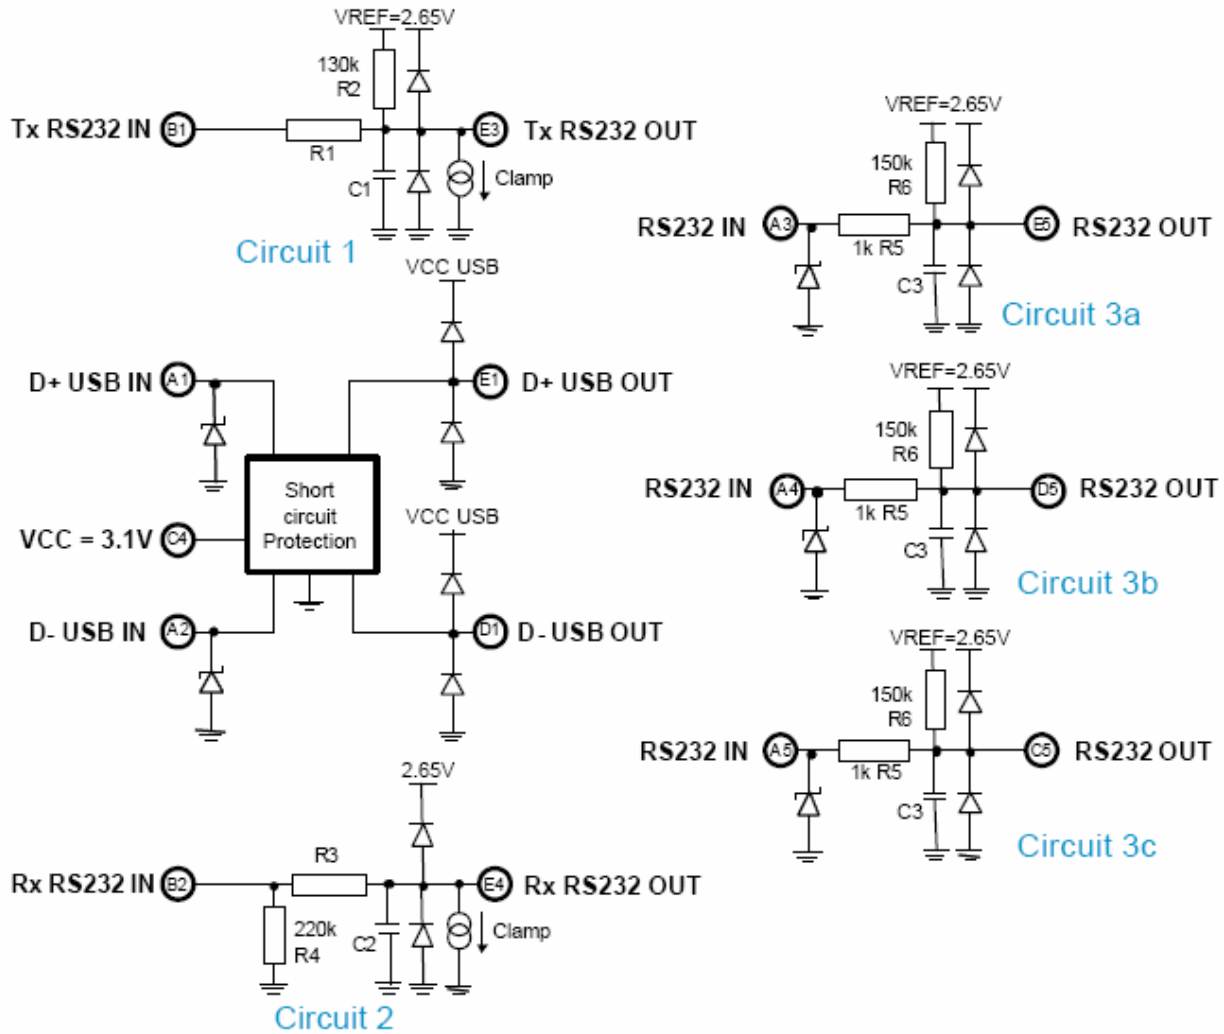 VREF=2.65V
130k
R2
Tx RS232 IN B1
R1
E3 Tx RS232 OUT
C1
Clamp
Circuit 1
VCC USB
D+ USB IN A1
E1 D+ USB OUT
Short
circuit
Protection
VCC = 3.1V C4
VCC USB
D- USB IN A2
D1 D- USB OUT
2.65V
R3
Rx RS232 IN B2
E4 Rx RS232 OUT
220k
R4
C2
Clamp
Circuit 2
VREF=2.65V
150k
R6
RS232 IN A3
E5 RS232 OUT
1k R5
C3
Circuit 3a
VREF=2.65V
150k
R6
RS232 IN A4
D5 RS232 OUT
1k R5
C3
Circuit 3b
VREF=2.65V
150k
R6
RS232 IN A5
C5 RS232 OUT
1k R5
C3
Circuit 3c